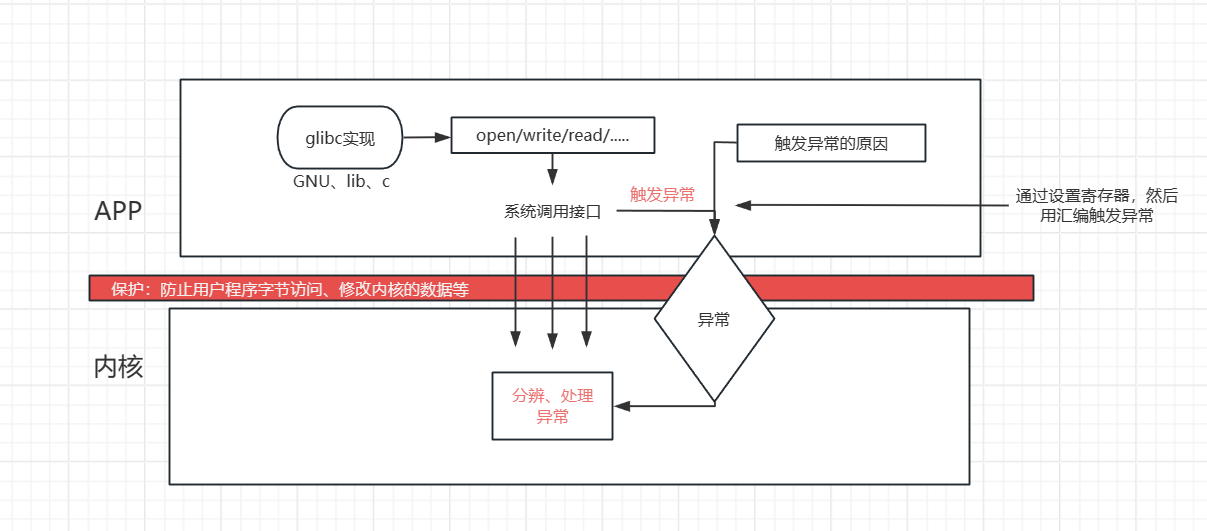 glibc实现
open/write/read/.....
触发异常的原因
GNU、lib、c
触发异常
通过设置寄存器，然后
用汇编触发异常
APP
系统调用接口
保护：防止用户程序字节访问、修改内核的数据等
异常
内核
分辨、处理
异常